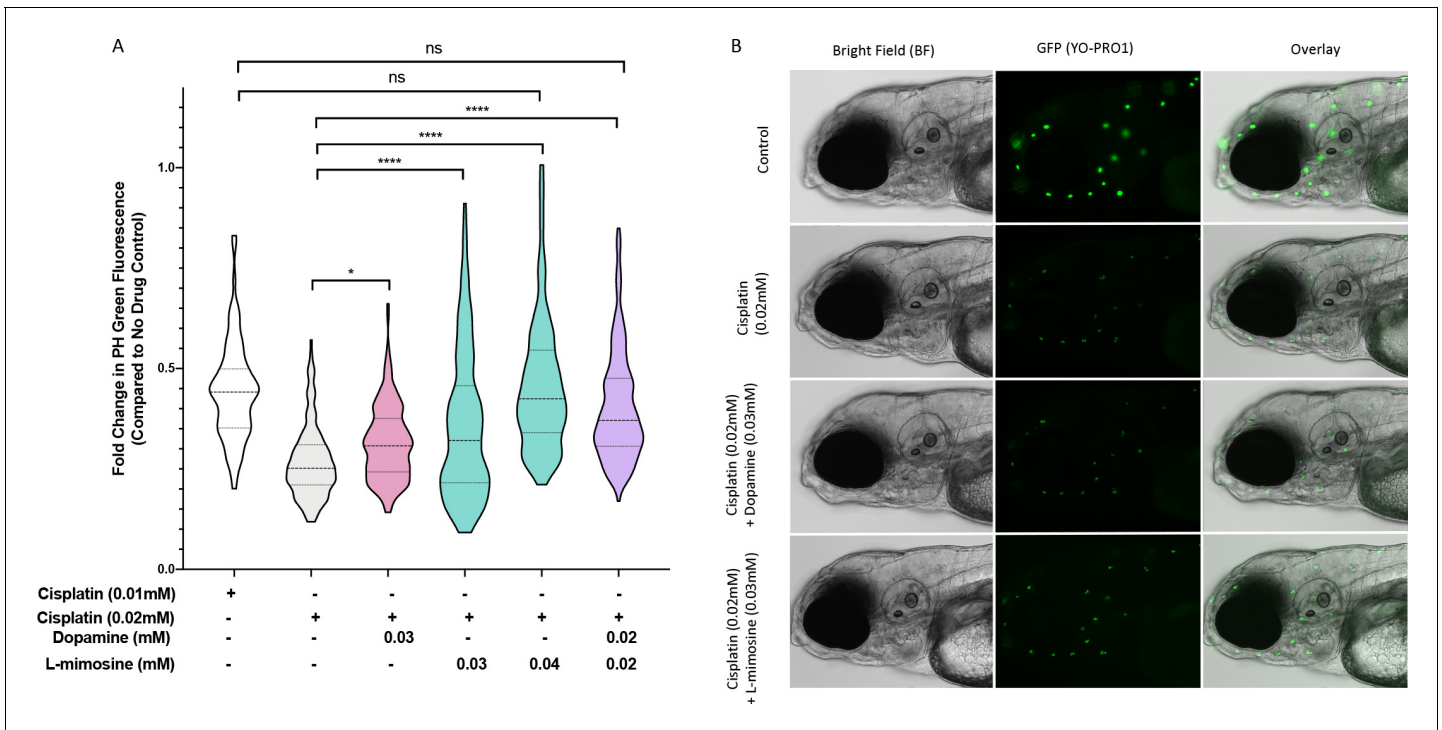 A
ns
ns
****
****
****
*
1.0
0.5
0.0
Fold Change in PH Green Fluorescence
(Compared to No Drug Control)
Cisplatin (0.01mM) + - - - - -
Cisplatin (0.02mM) - + + + + +
Dopamine (mM) - - 0.03 - - 0.02
L-mimosine (mM) - - - 0.03 0.04 0.02
B
Bright Field (BF) GFP (YO-PRO1) Overlay
Control
Cisplatin
(0.02mM)
Cisplatin (0.02mM)
+ Dopamine (0.03mM)
Cisplatin (0.02mM)
+ L-mimosine (0.03mM)